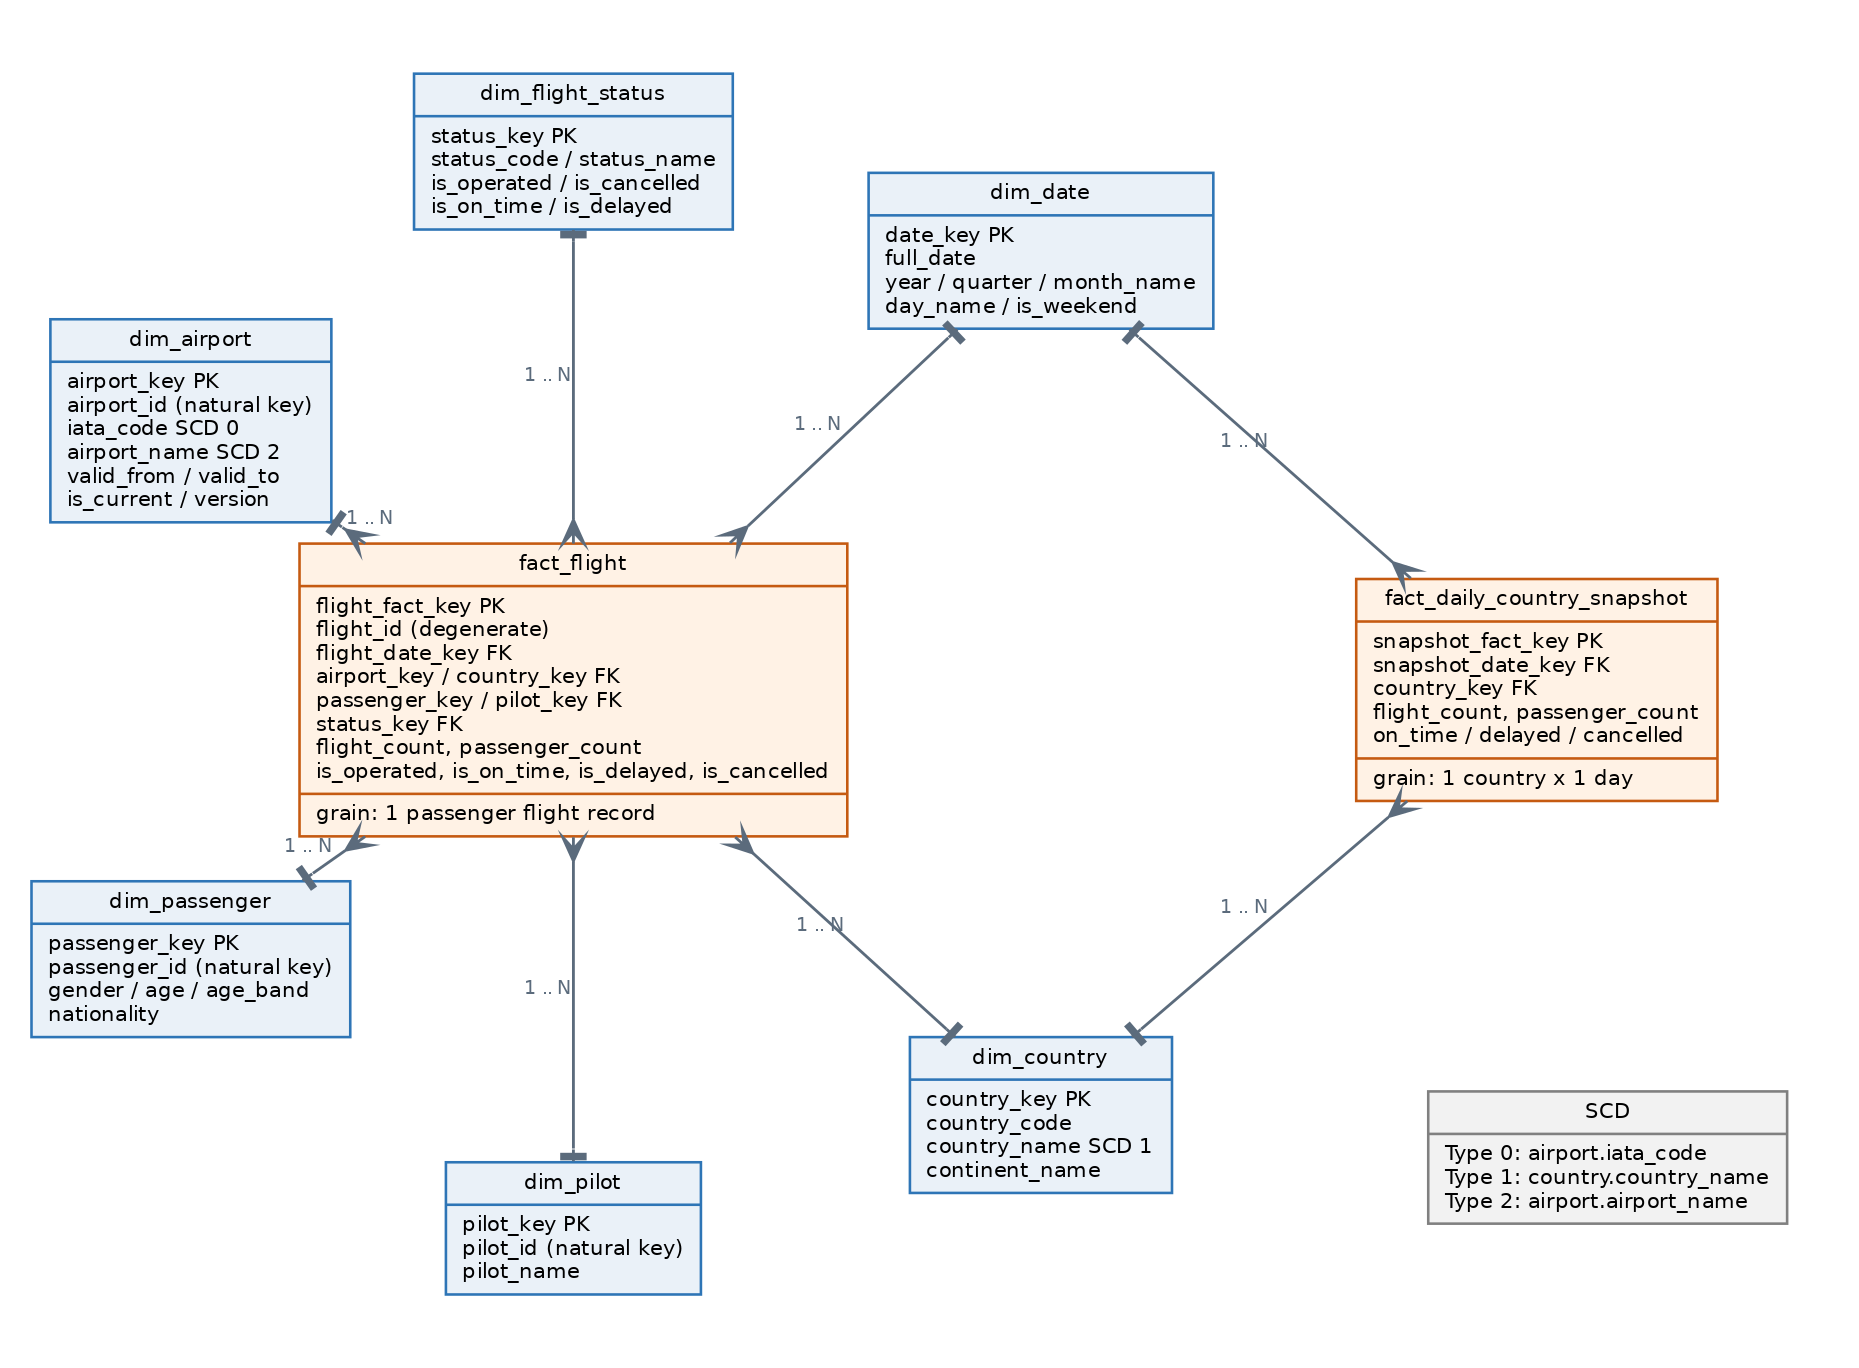 dim_flight_status
status_key PK
status_code / status_name
is_operated / is_cancelled
is_on_time / is_delayed
dim_date
date_key PK
full_date
year / quarter / month_name
day_name / is_weekend
dim_airport
airport_key PK
airport_id (natural key)
iata_code SCD 0
airport_name SCD 2
valid_from / valid_to
is_current / version
1 .. N
1 .. N
1 .. N
1 .. N
fact_flight
flight_fact_key PK
flight_id (degenerate)
flight_date_key FK
airport_key / country_key FK
passenger_key / pilot_key FK
status_key FK
flight_count, passenger_count
is_operated, is_on_time, is_delayed, is_cancelled
grain: 1 passenger flight record
fact_daily_country_snapshot
snapshot_fact_key PK
snapshot_date_key FK
country_key FK
flight_count, passenger_count
on_time / delayed / cancelled
grain: 1 country x 1 day
1 .. N
1 .. N
1 .. N
1 .. N
dim_passenger
passenger_key PK
passenger_id (natural key)
gender / age / age_band
nationality
dim_country
country_key PK
country_code
country_name SCD 1
continent_name
dim_pilot
pilot_key PK
pilot_id (natural key)
pilot_name
SCD
Type 0: airport.iata_code
Type 1: country.country_name
Type 2: airport.airport_name